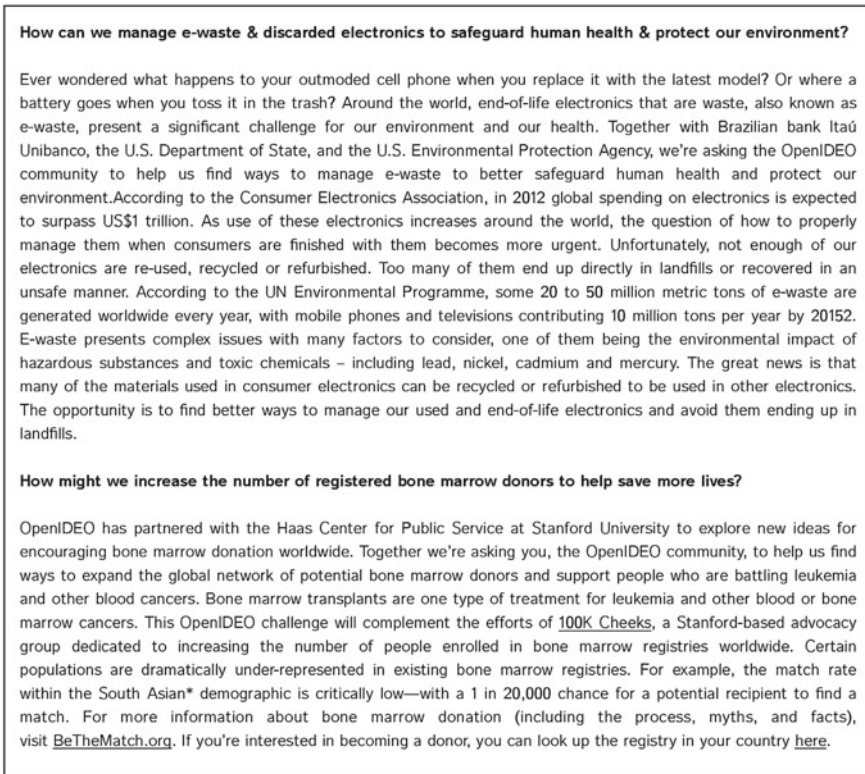 How can we manage e-waste & discarded electronics to safeguard human health & protect our environment?
Ever wondered what happens to your outmoded cell phone when you replace it with the latest model? Or where a
battery goes when you toss it in the trash? Around the world, end-of-life electronics that are waste, also known as
e-waste, present a significant challenge for our environment and our health. Together with Brazilian bank Itaú
Unibanco, the U.S. Department of State, and the U.S. Environmental Protection Agency, we're asking the OpenIDEO
community to help us find ways to manage e-waste to better safeguard human health and protect our
environment.According to the Consumer Electronics Association, in 2012 global spending on electronics is expected
to surpass US$1 trillion. As use of these electronics increases around the world, the question of how to properly
manage them when consumers are finished with them becomes more urgent. Unfortunately, not enough of our
electronics are re-used, recycled or refurbished. Too many of them end up directly in landfills or recovered in an
unsafe manner. According to the UN Environmental Programme, some 20 to 50 million metric tons of e-waste are
generated worldwide every year, with mobile phones and televisions contributing 10 million tons per year by 20152.
E-waste presents complex issues with many factors to consider, one of them being the environmental impact of
hazardous substances and toxic chemicals – including lead, nickel, cadmium and mercury. The great news is that
many of the materials used in consumer electronics can be recycled or refurbished to be used in other electronics.
The opportunity is to find better ways to manage our used and end-of-life electronics and avoid them ending up in
landfills.
How might we increase the number of registered bone marrow donors to help save more lives?
OpenIDEO has partnered with the Haas Center for Public Service at Stanford University to explore new ideas for
encouraging bone marrow donation worldwide. Together we're asking you, the OpenIDEO community, to help us find
ways to expand the global network of potential bone marrow donors and support people who are battling leukemia
and other blood cancers. Bone marrow transplants are one type of treatment for leukemia and other blood or bone
marrow cancers. This OpenIDEO challenge will complement the efforts of 100K Cheeks, a Stanford-based advocacy
group dedicated to increasing the number of people enrolled in bone marrow registries worldwide. Certain
populations are dramatically under-represented in existing bone marrow registries. For example, the match rate
within the South Asian* demographic is critically low—with a 1 in 20,000 chance for a potential recipient to find a
match. For more information about bone marrow donation (including the process, myths, and facts),
visit BeTheMatch.org. If you're interested in becoming a donor, you can look up the registry in your country here.